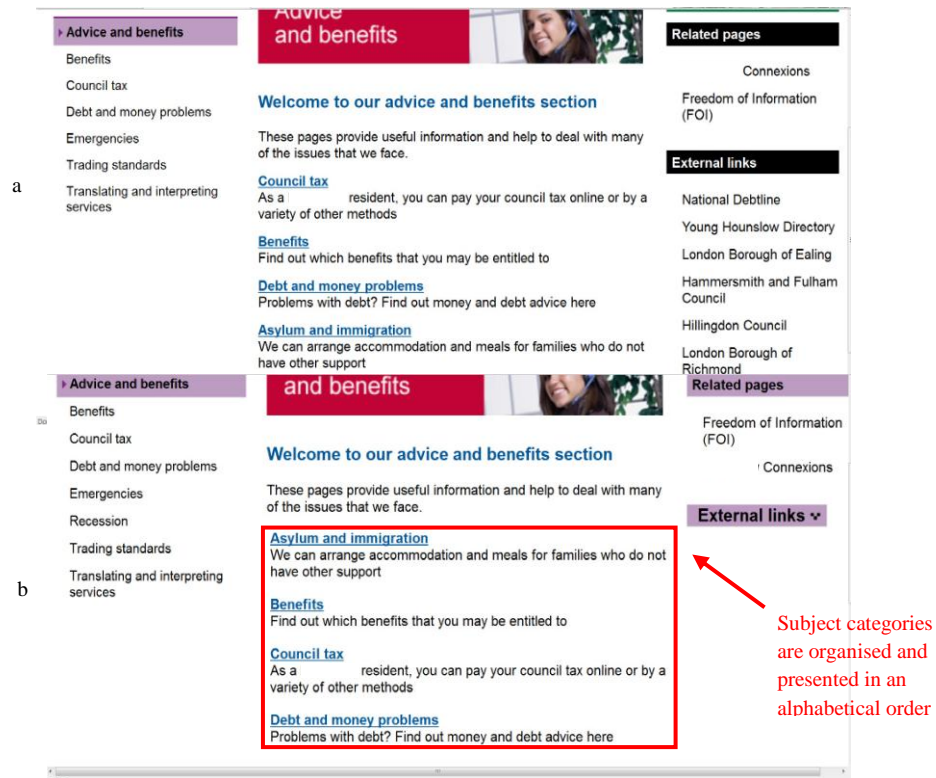 a
Advice and benefits
Benefits
Council tax
Debt and money problems
Emergencies
Trading standards
Translating and interpreting
services
Advice
and benefits
Welcome to our advice and benefits section
These pages provide useful information and help to deal with many
of the issues that we face.
Council tax
As a resident, you can pay your council tax online or by a
variety of other methods
Benefits
Find out which benefits that you may be entitled to
Debt and money problems
Problems with debt? Find out money and debt advice here
Asylum and immigration
We can arrange accommodation and meals for families who do not
have other support
Related pages
Connexions
Freedom of Information
(FOI)
External links
National Debtline
Young Hounslow Directory
London Borough of Ealing
Hammersmith and Fulham
Council
Hillingdon Council
London Borough of
Richmond
b
Advice and benefits
Benefits
Council tax
Debt and money problems
Emergencies
Recession
Trading standards
Translating and interpreting
services
and benefits
Welcome to our advice and benefits section
These pages provide useful information and help to deal with many
of the issues that we face.
Asylum and immigration
We can arrange accommodation and meals for families who do not
have other support
Benefits
Find out which benefits that you may be entitled to
Council tax
As a resident, you can pay your council tax online or by a
variety of other methods
Debt and money problems
Problems with debt? Find out money and debt advice here
Related pages
Freedom of Information
(FOI)
Connexions
External links
Subject categories
are organised and
presented in an
alphabetical order